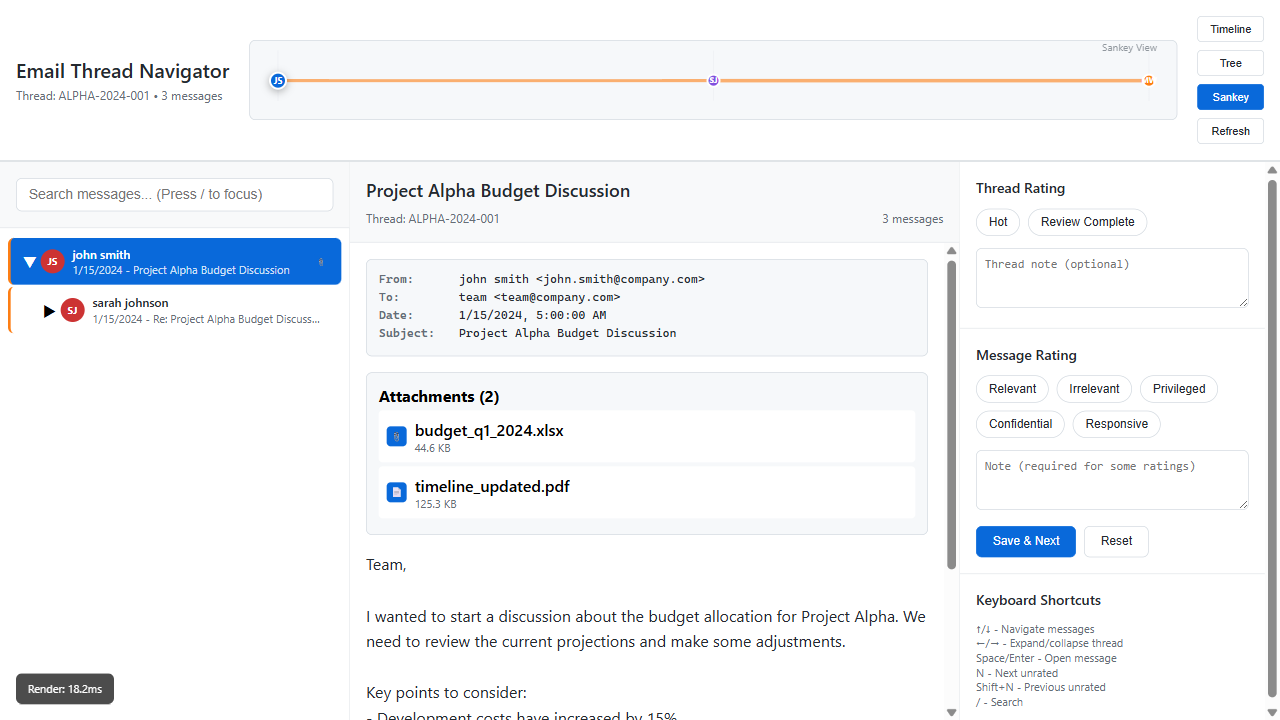 Email Thread Navigator
Thread: ALPHA-2024-001 • 3 messages
Sankey View
JS
SJ
Timeline
Tree
Sankey
Refresh
Search messages... (Press / to focus)
JS
john smith
1/15/2024 - Project Alpha Budget Discussion
SJ
sarah johnson
1/15/2024 - Re: Project Alpha Budget Discuss...
Render: 18.2ms
Project Alpha Budget Discussion
Thread: ALPHA-2024-001
3 messages
From: john smith <john.smith@company.com>
To: team <team@company.com>
Date: 1/15/2024, 5:00:00 AM
Subject: Project Alpha Budget Discussion
Attachments (2)
budget_q1_2024.xlsx
44.6 KB
timeline_updated.pdf
125.3 KB
Team,
I wanted to start a discussion about the budget allocation for Project Alpha. We
need to review the current projections and make some adjustments.
Key points to consider:
- Development costs have increased by 15%
Thread Rating
Hot
Review Complete
Thread note (optional)
Message Rating
Relevant
Irrelevant
Privileged
Confidential
Responsive
Note (required for some ratings)
Save & Next
Reset
Keyboard Shortcuts
↑/↓ - Navigate messages
←/→ - Expand/collapse thread
Space/Enter - Open message
N - Next unrated
Shift+N - Previous unrated
/ - Search